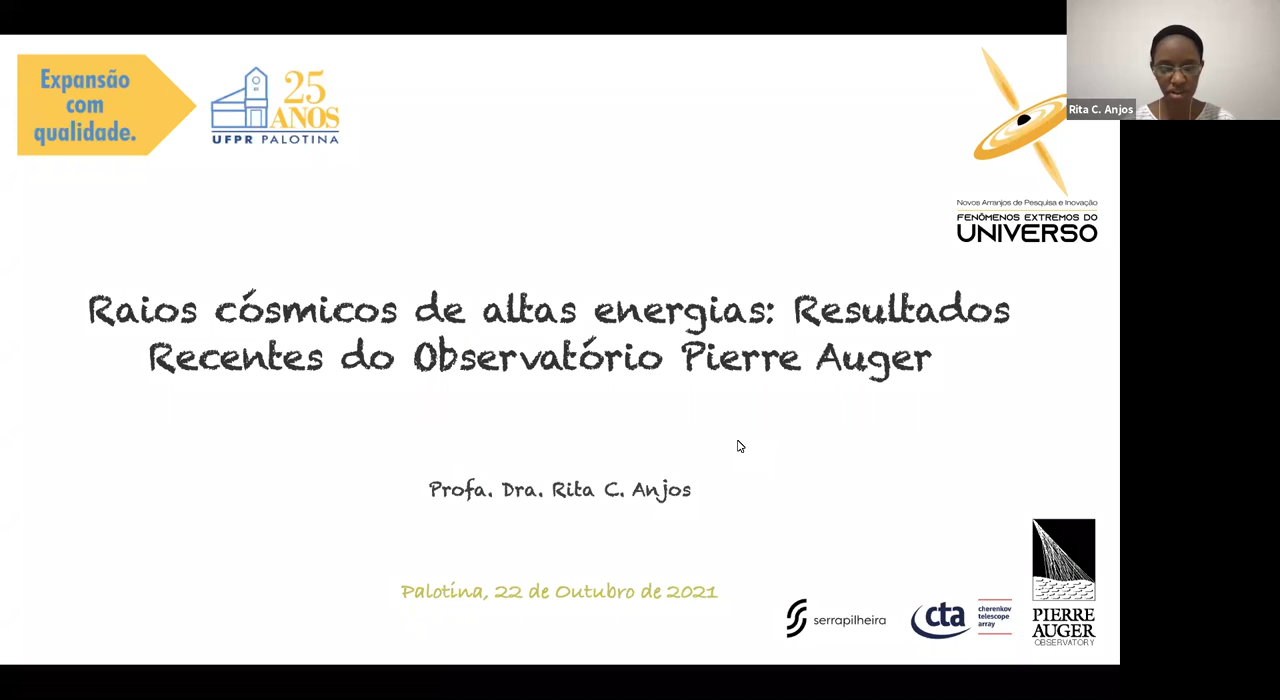 Expansão
com
qualidade.
25
ANOS
UFPR PALOTINA
Rita C. Anjos
Novos Arranjos de Pesquisa e Inovação
FENÔMENOS EXTREMOS DO
UNIVERSO
Raios cósmicos de altas energias: Resultados
Recentes do Observatório Pierre Auger
Profa. Dra. Rita C. Anjos
Palotina, 22 de Outubro de 2021
serrapilheira
cta
cherenkov
telescope
array
PIERRE
AUGER
OBSERVATORY